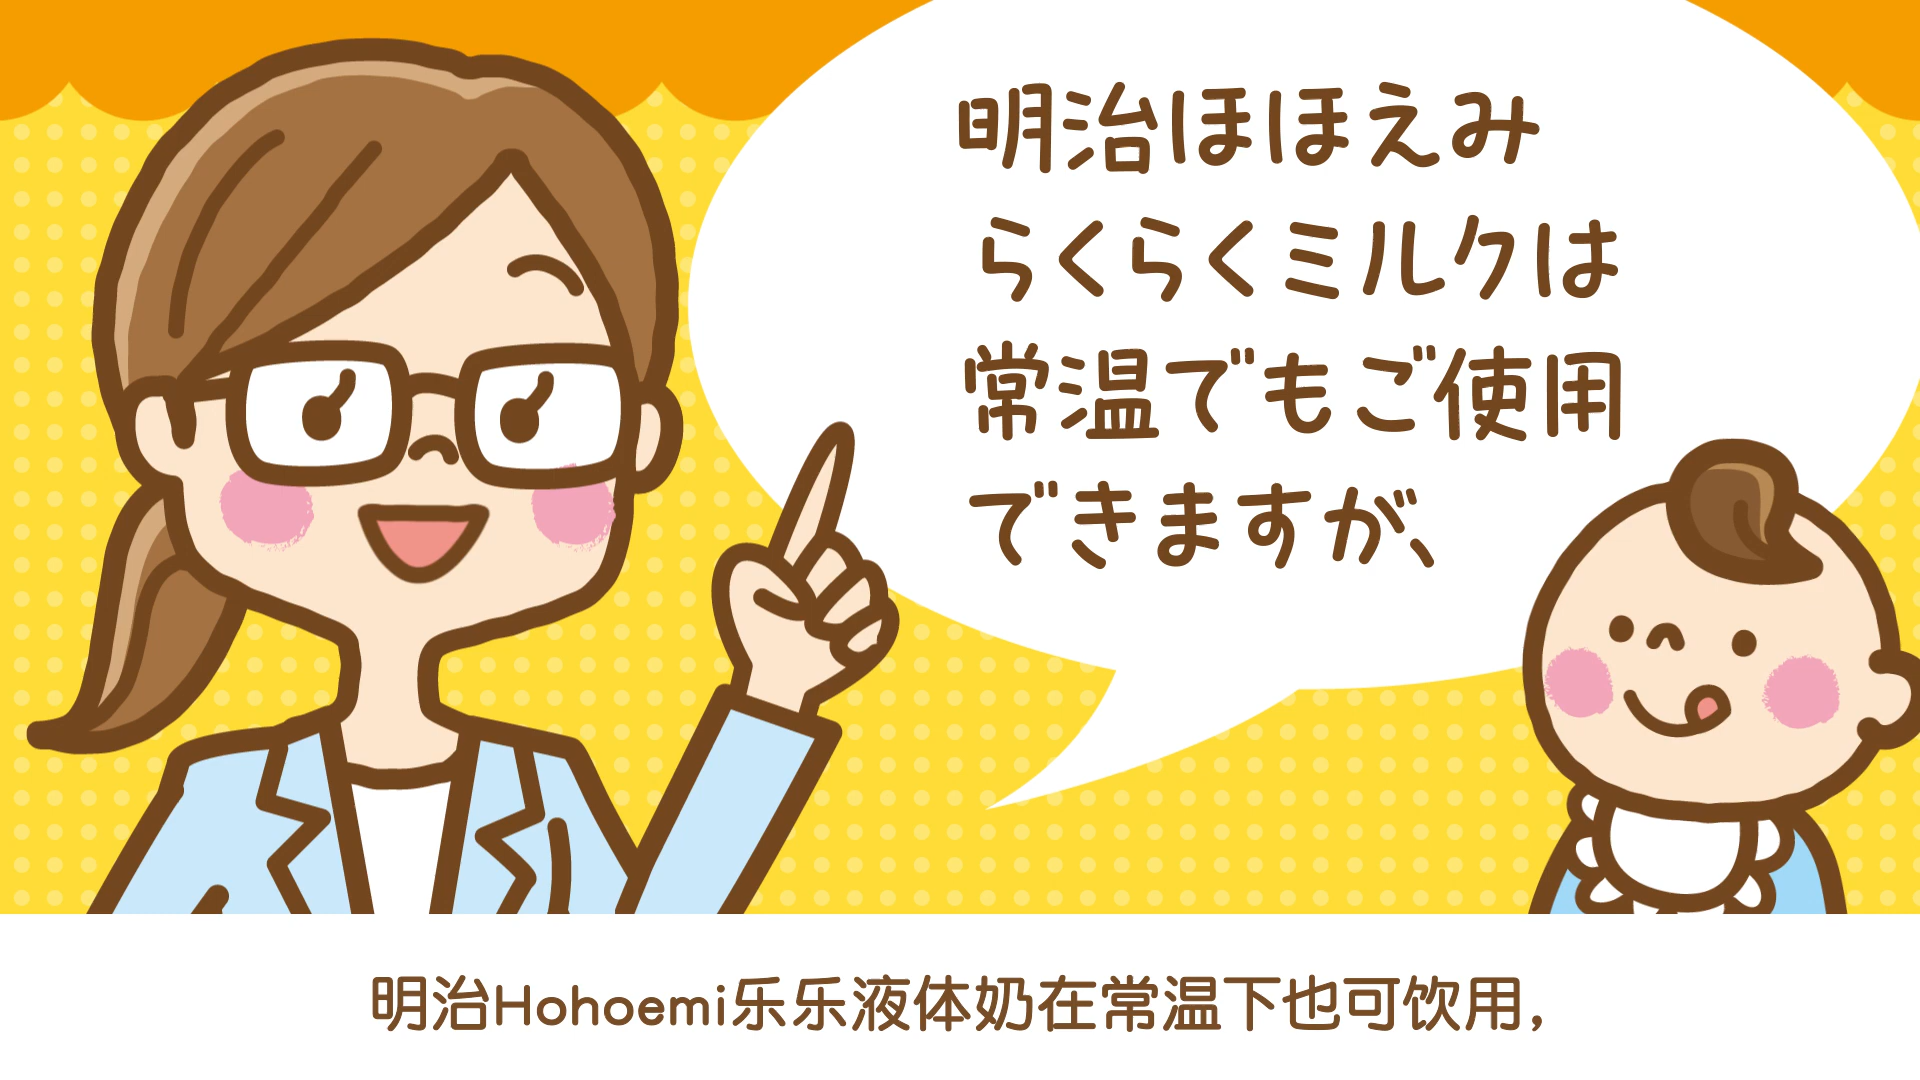 明治ほほえみ
らくらくミルクは
常温でもご使用
できますが、
明治Hohoemi乐乐液体奶在常温下也可饮用，